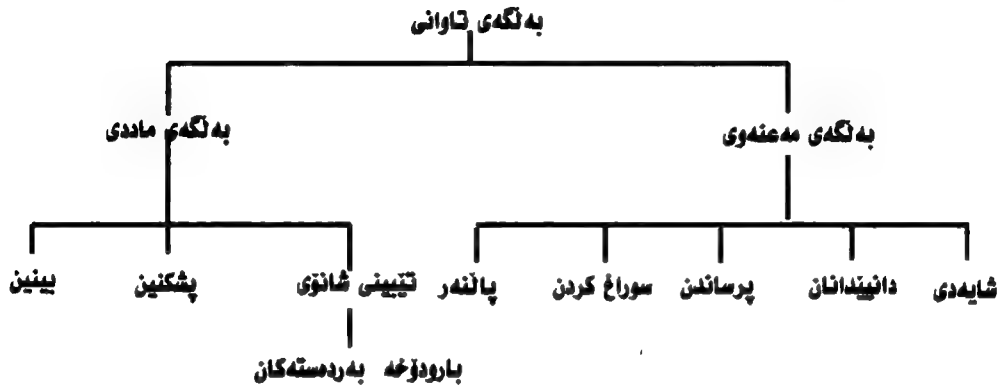 بەڵگەی تاوانی
بەڵگەی مەعنەوی
بەڵگەی ماددی
شایەدی
دانپێدانان
پرساندن
سوراغ کردن
پاڵنەر
تێبینی شانۆی
پشکنین
بینین
بارودۆخە بەردەستەکان